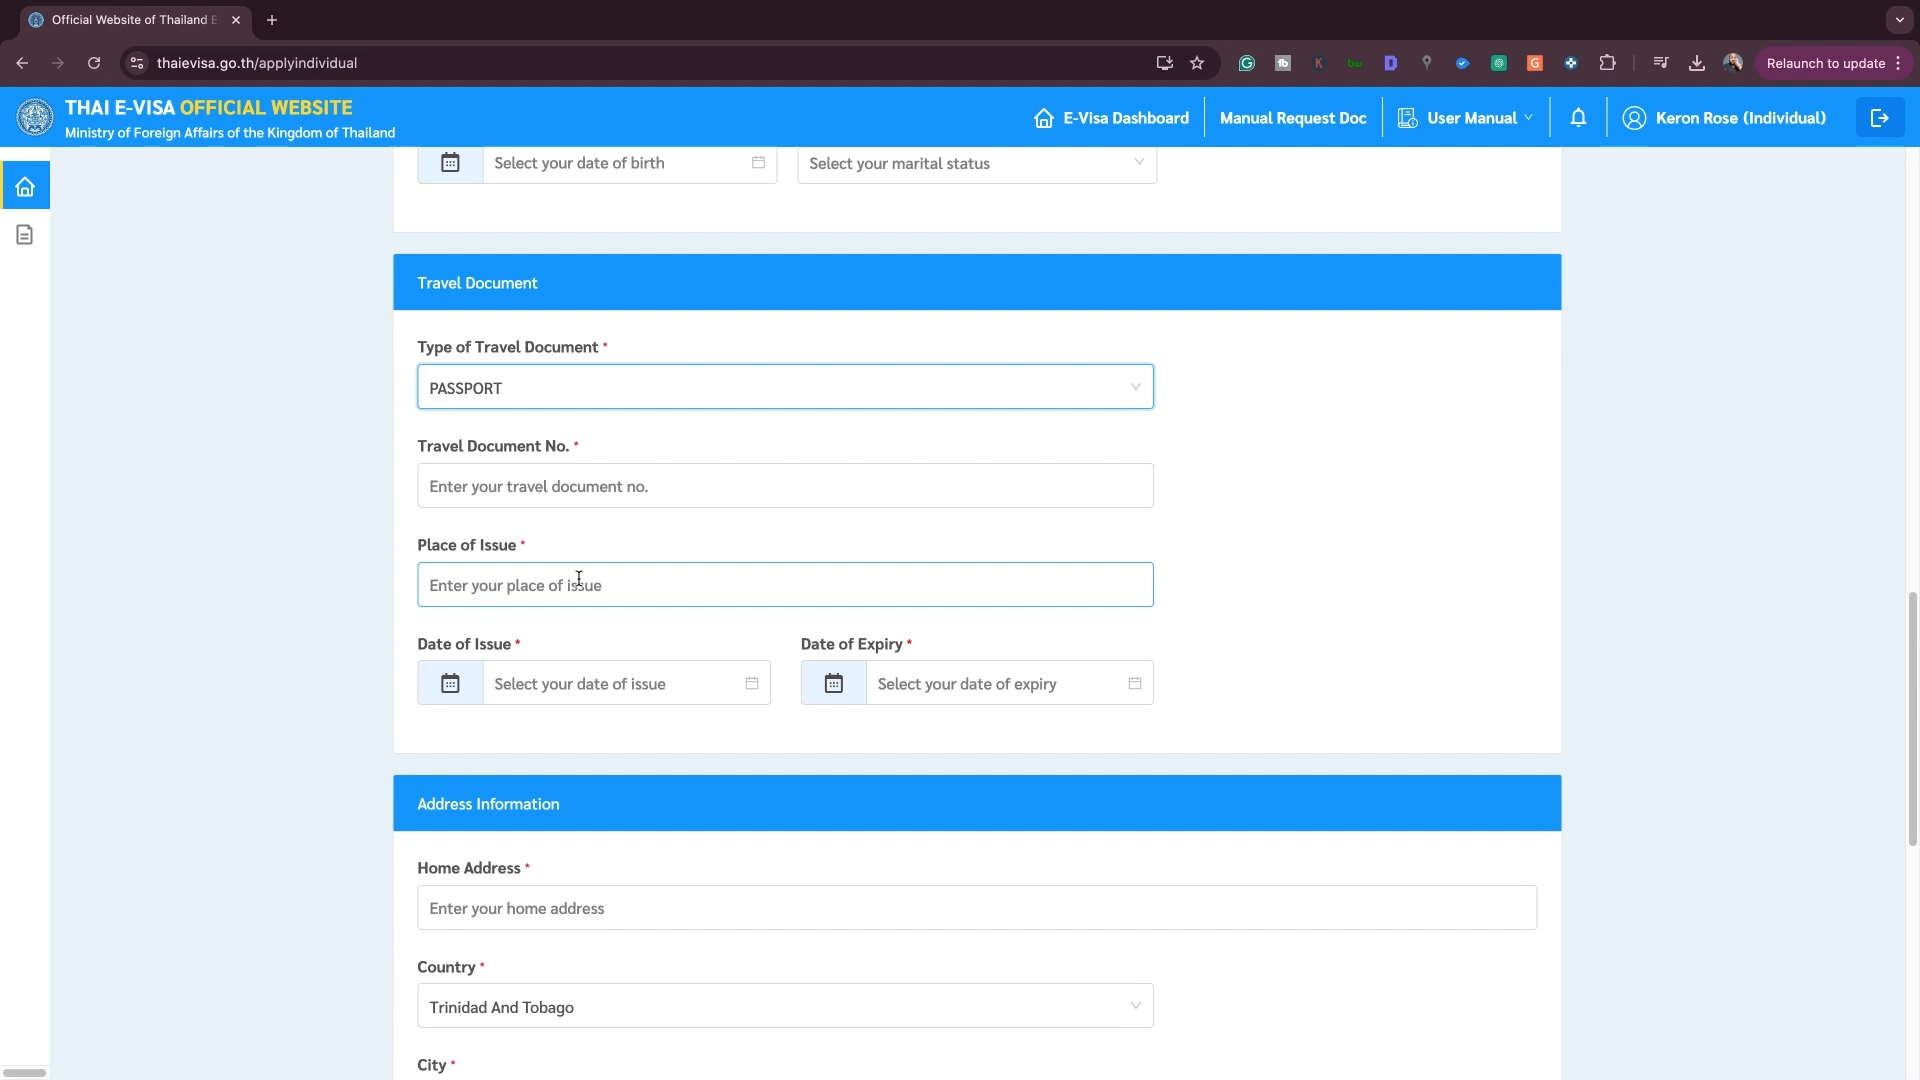 Official Website of Thailand E
thaievisa.go.th/applyindividual
Relaunch to update
THAI E-VISA OFFICIAL WEBSITE
Ministry of Foreign Affairs of the Kingdom of Thailand
E-Visa Dashboard
Manual Request Doc
User Manual
Keron Rose (Individual)
Select your date of birth
Select your marital status
Travel Document
Type of Travel Document *
PASSPORT
Travel Document No. *
Enter your travel document no.
Place of Issue *
Enter your place of issue
Date of Issue *
Date of Expiry *
Select your date of issue
Select your date of expiry
Address Information
Home Address *
Enter your home address
Country *
Trinidad And Tobago
City *